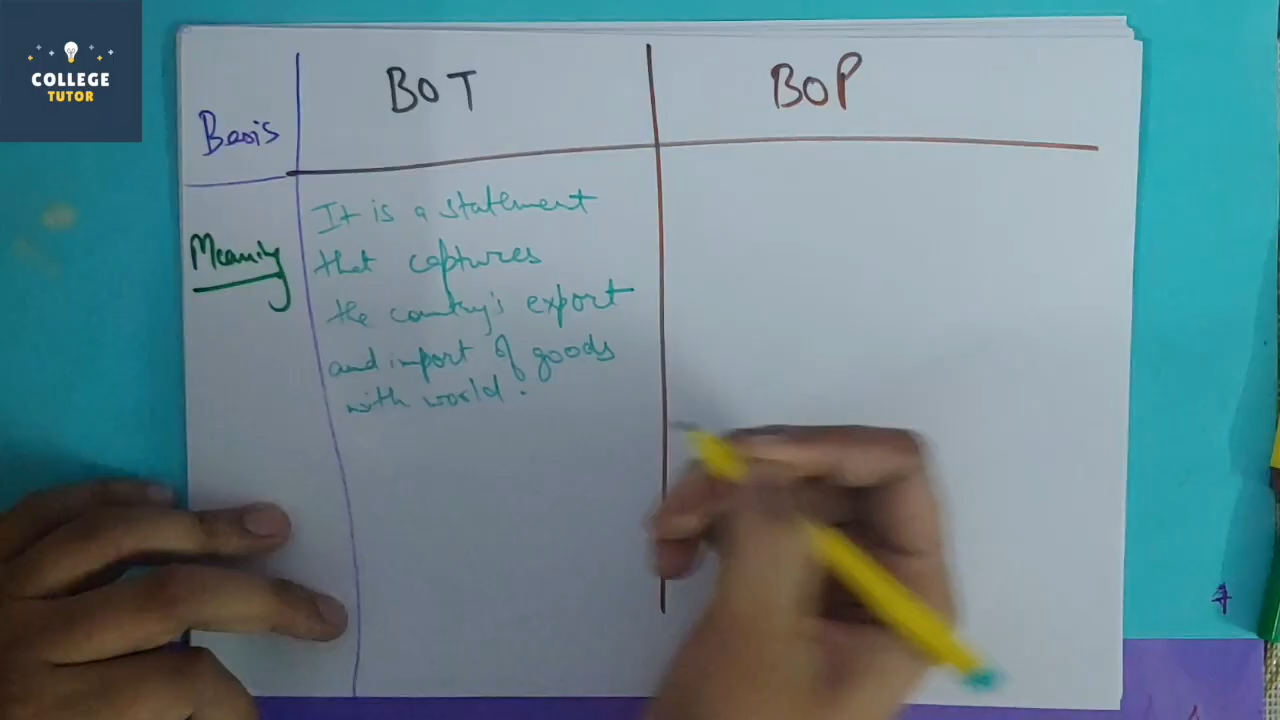 COLLEGE
TUTOR
BOT
BOP
Basis
Meaning
It is a statement
that captures
the country's export
and import of goods
with world.